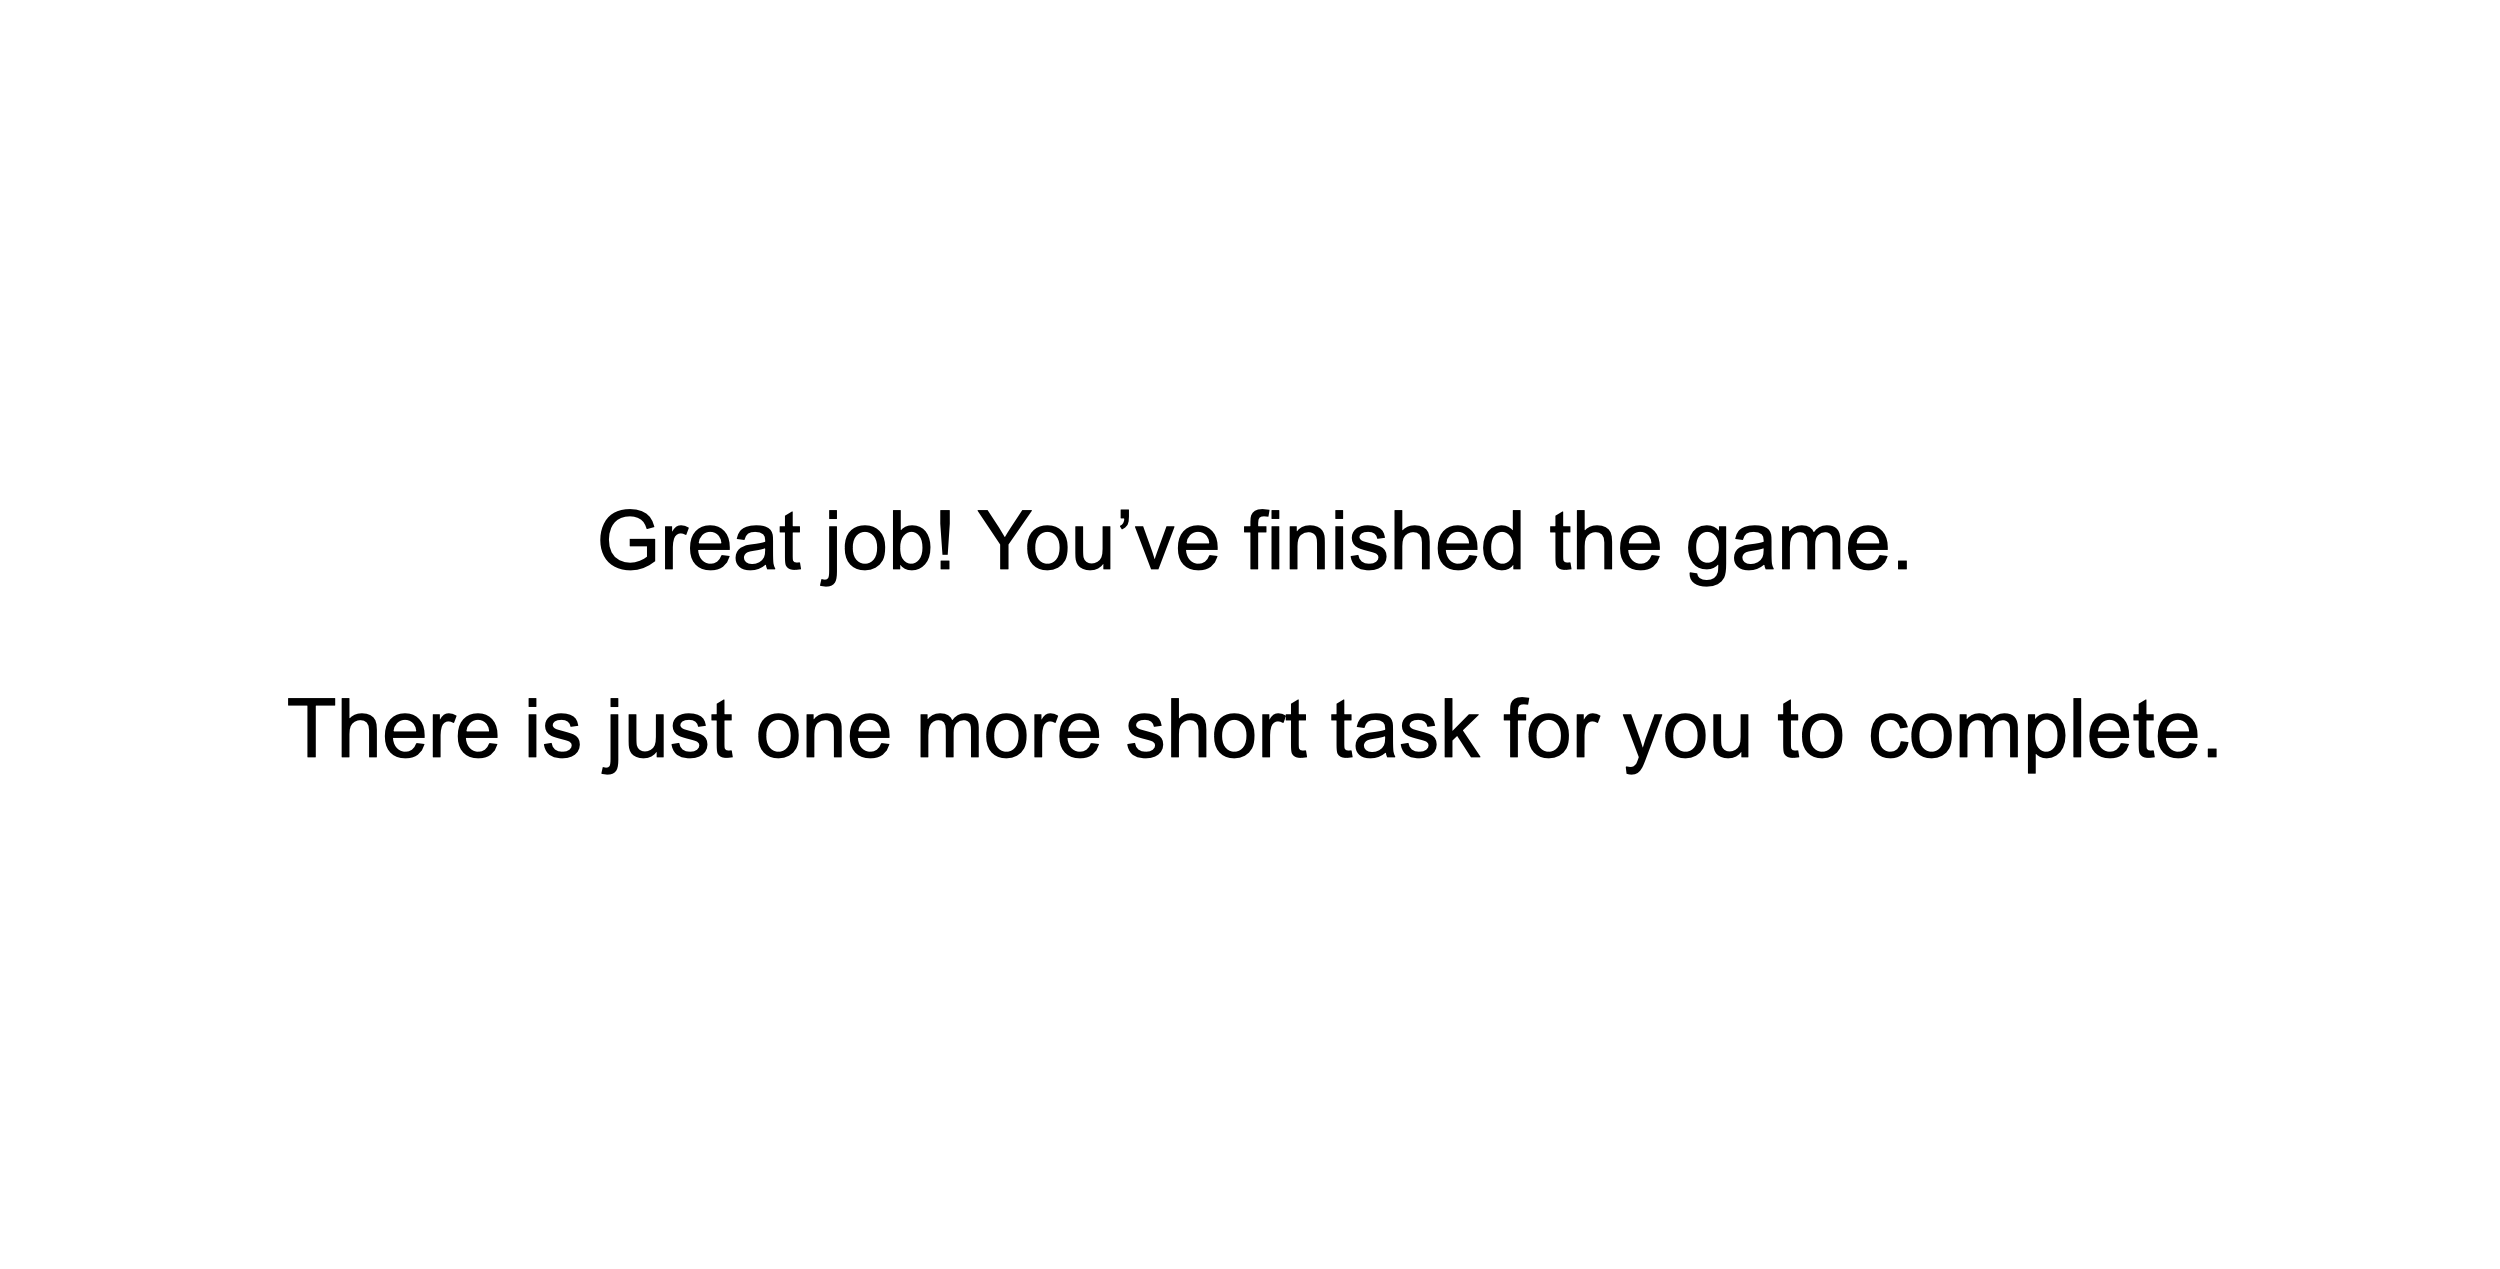 Great job! You’ve finished the game.
There is just one more short task for you to complete.